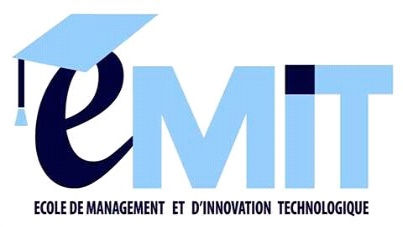 eMiT
ECOLE DE MANAGEMENT ET D'INNOVATION TECHNOLOGIQUE